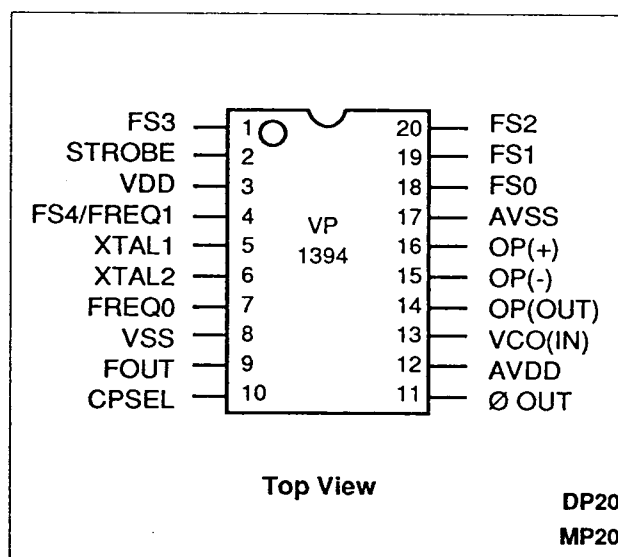 FS3 1 20 FS2
STROBE 2 19 FS1
VDD 3 18 FS0
FS4/FREQ1 4 VP 17 AVSS
XTAL1 5 1394 16 OP(+)
XTAL2 6 15 OP(-)
FREQ0 7 14 OP(OUT)
VSS 8 13 VCO(IN)
FOUT 9 12 AVDD
CPSEL 10 11 Ø OUT
Top View
DP20
MP20